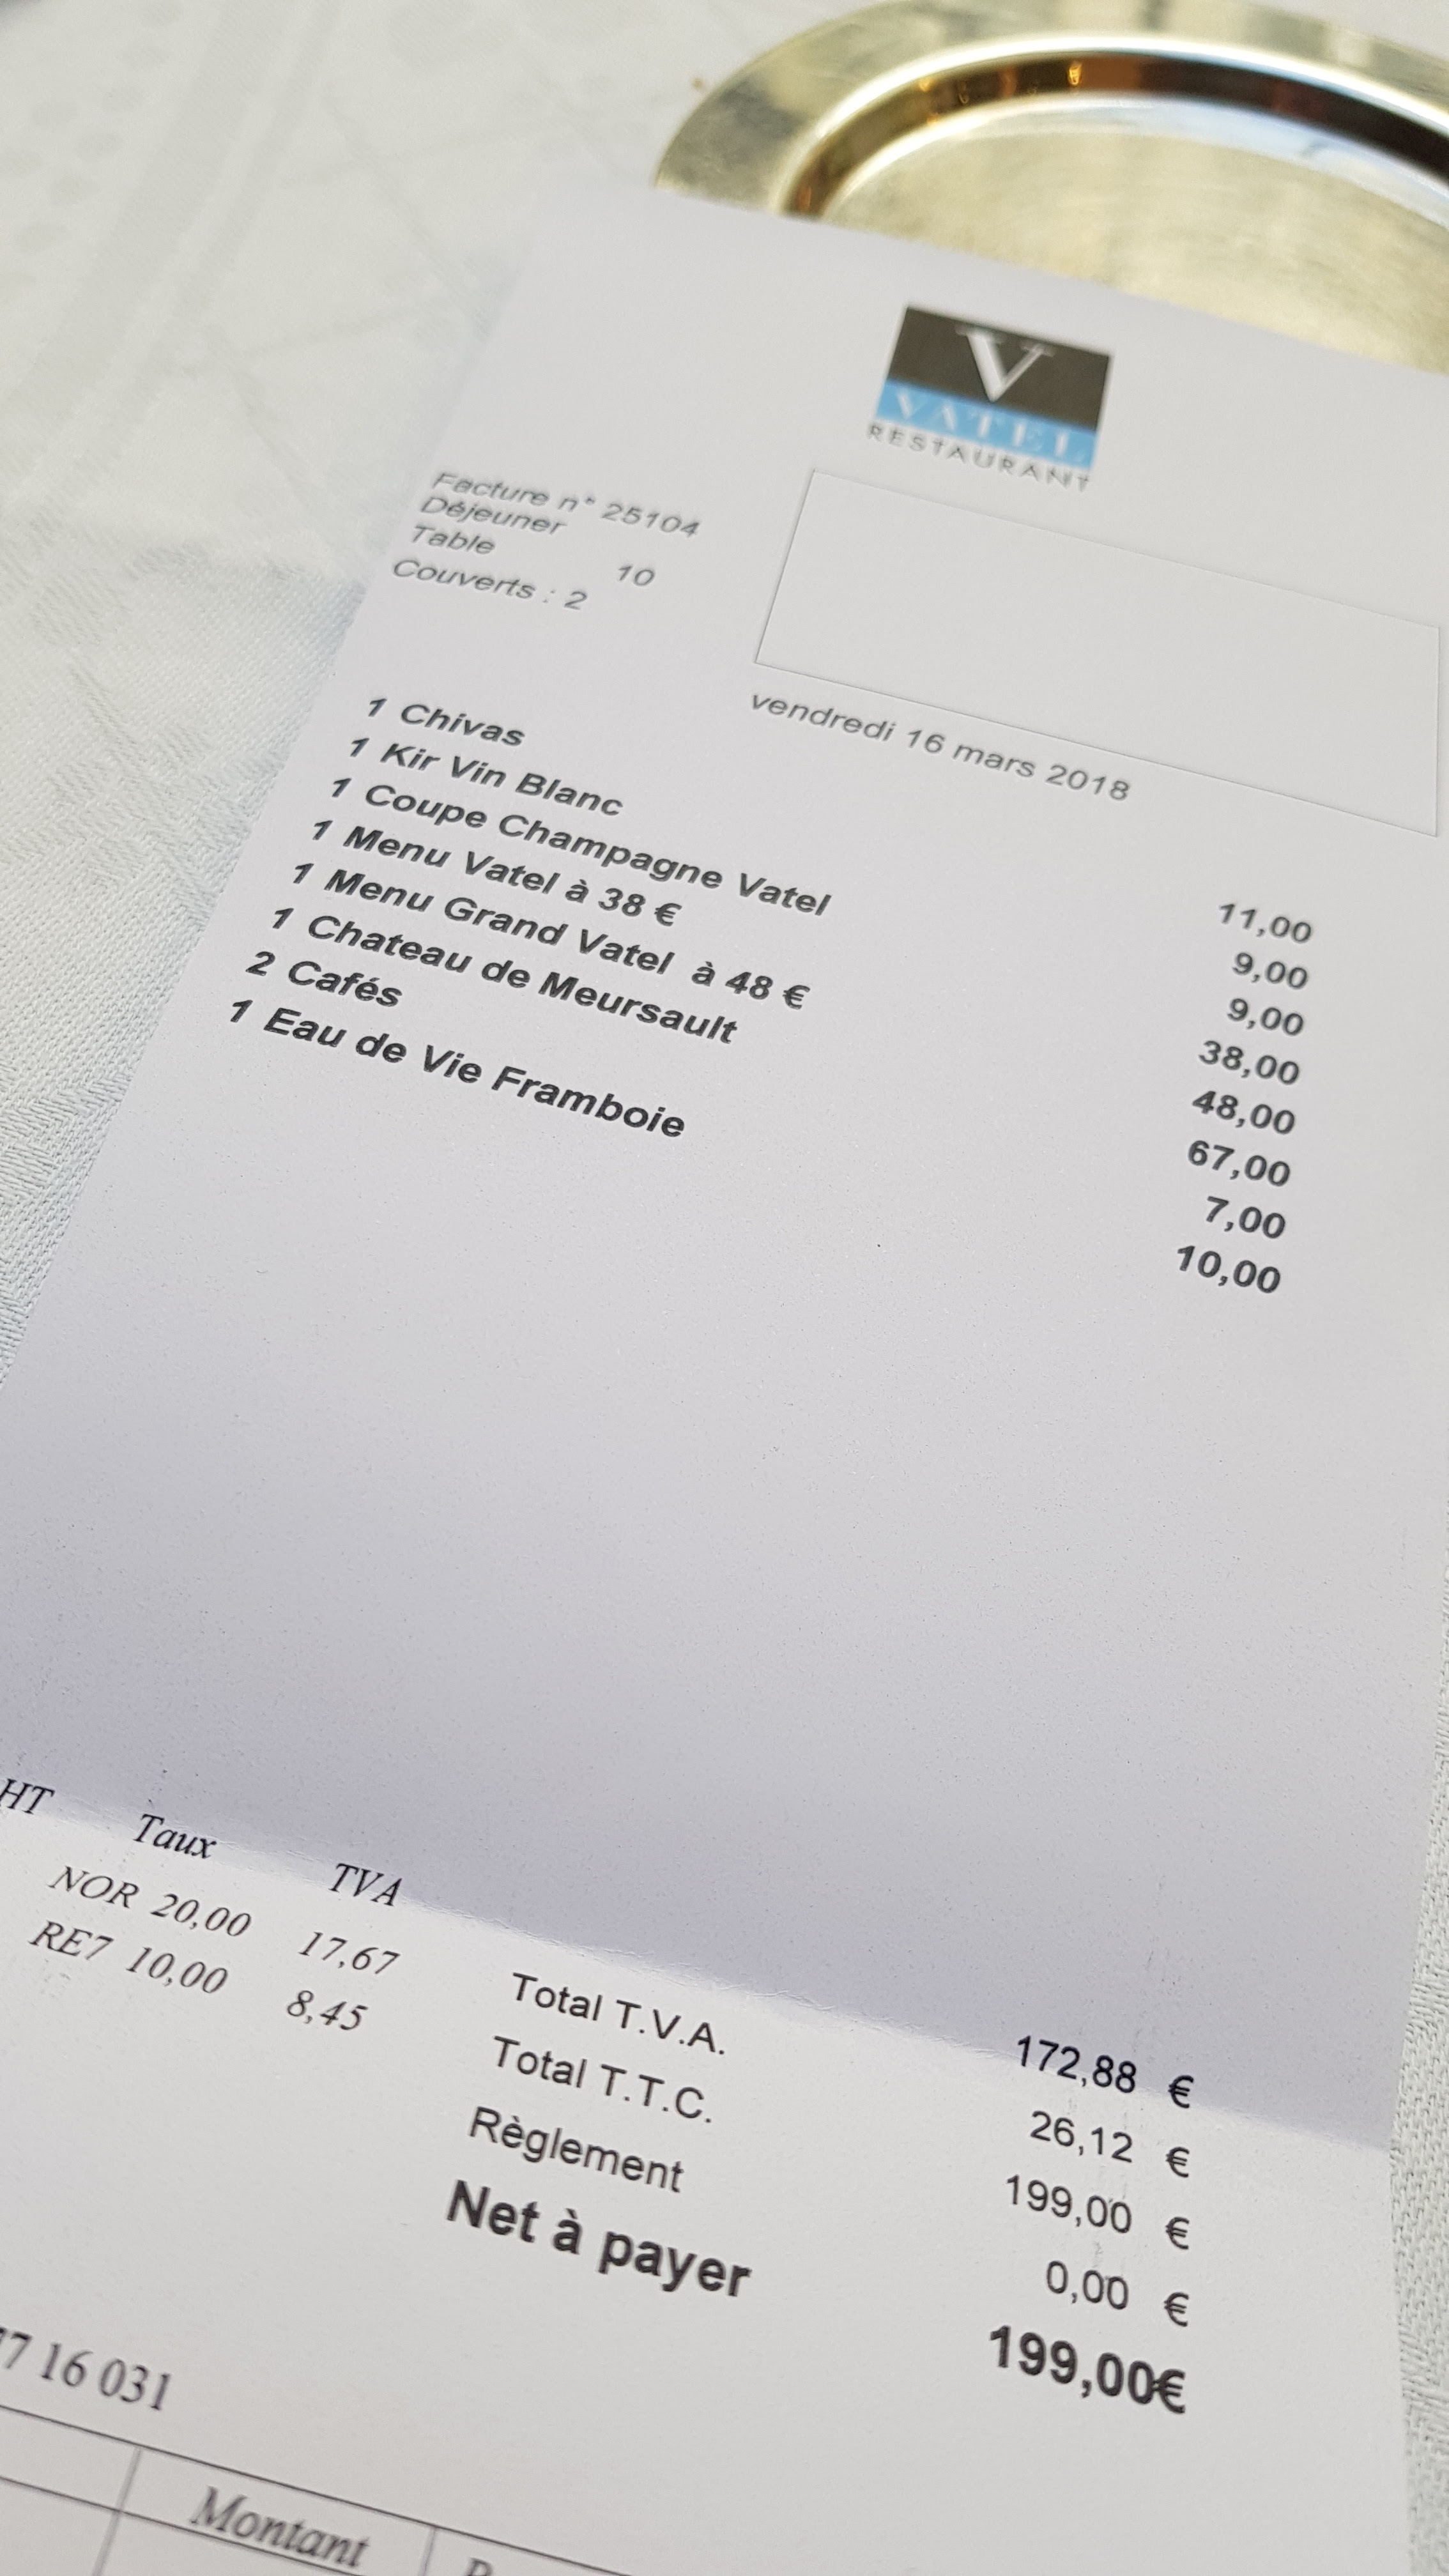 V
VATEL
RESTAURANT
Facture n° 25104
Déjeuner
Table 10
Couverts : 2
vendredi 16 mars 2018
1 Chivas 11,00
1 Kir Vin Blanc 9,00
1 Coupe Champagne Vatel 9,00
1 Menu Vatel à 38 € 38,00
1 Menu Grand Vatel à 48 € 48,00
1 Chateau de Meursault 67,00
2 Cafés 7,00
1 Eau de Vie Framboie 10,00
HT Taux TVA
NOR 20,00 17,67
RE7 10,00 8,45
172,88 €
Total T.V.A. 26,12 €
Total T.T.C. 199,00 €
Règlement 0,00 €
Net à payer 199,00€
16 031
Montant